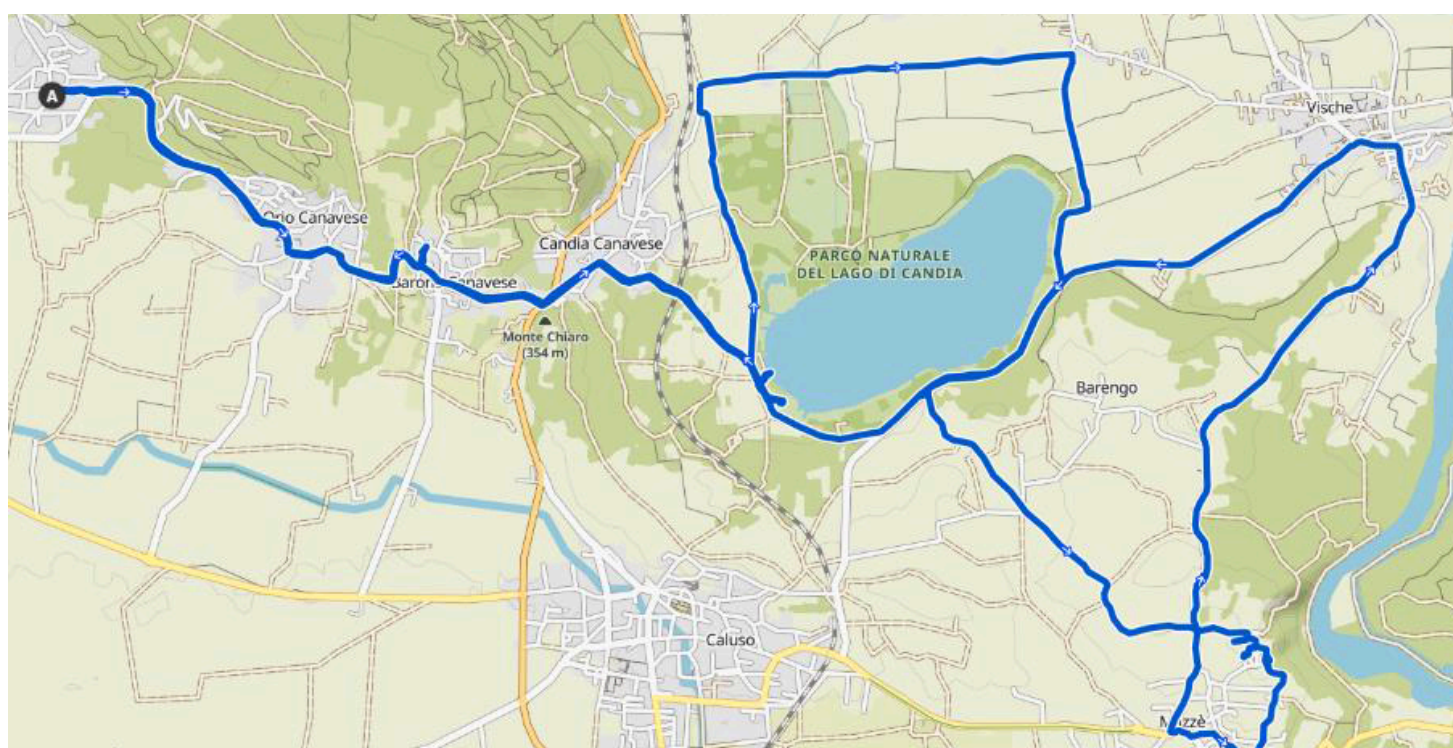 A
Vische
Orio Canavese
Candia Canavese
PARCO NATURALE
DEL LAGO DI CANDIA
Barone Canavese
Monte Chiaro
(354 m)
Barengo
Caluso
Mazzè